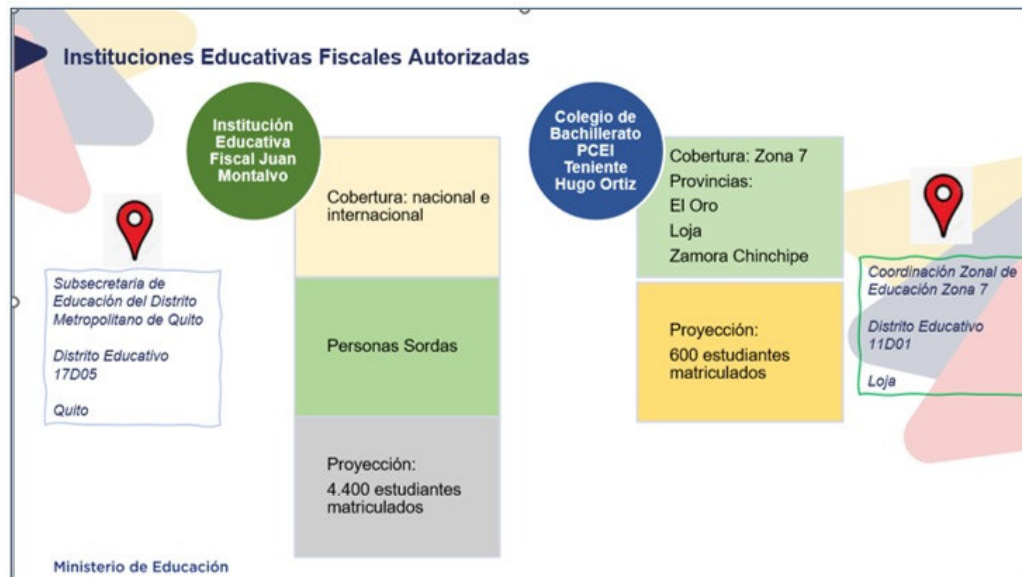 Instituciones Educativas Fiscales Autorizadas
Institución
Educativa
Fiscal Juan
Montalvo
Cobertura: nacional e
internacional
Personas Sordas
Proyección:
4.400 estudiantes
matriculados
Subsecretaria de
Educación del Distrito
Metropolitano de Quito
Distrito Educativo
17D05
Quito
Colegio de
Bachillerato
PCEI
Teniente
Hugo Ortiz
Cobertura: Zona 7
Provincias:
El Oro
Loja
Zamora Chinchipe
Proyección:
600 estudiantes
matriculados
Coordinación Zonal de
Educación Zona 7
Distrito Educativo
11D01
Loja
Ministerio de Educación